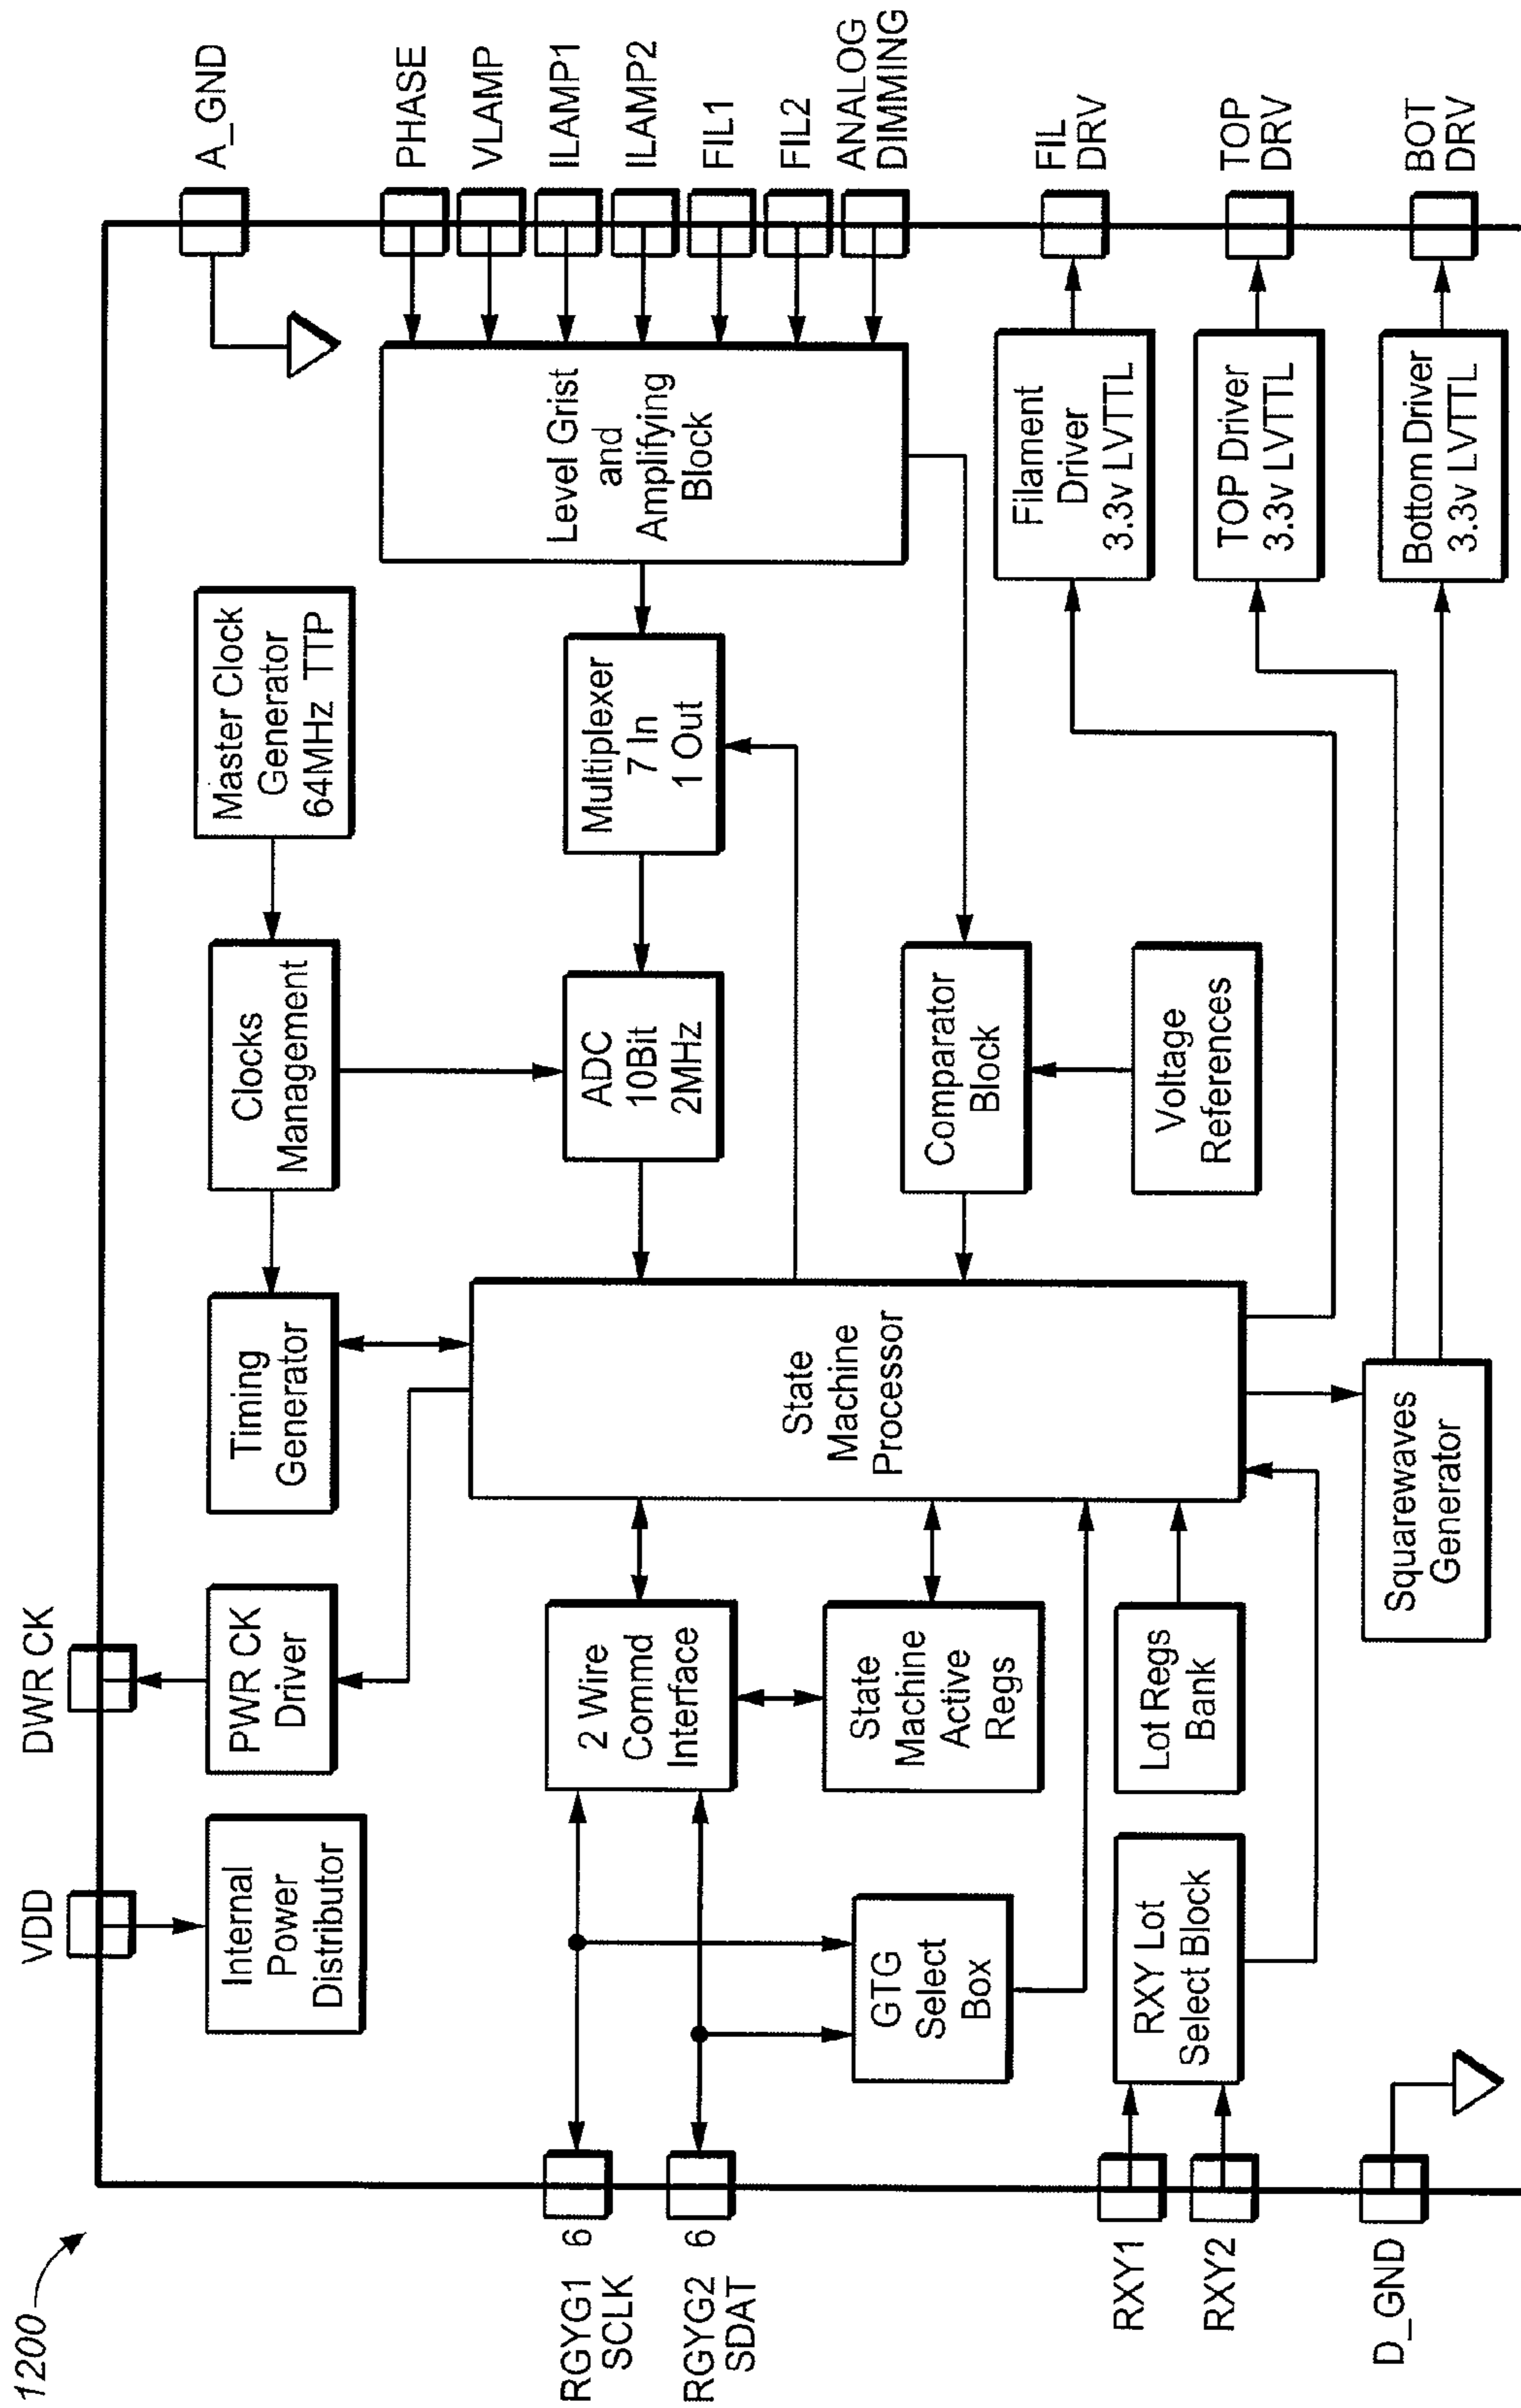 1200
VDD
DWR CK
A_GND
Internal
Power
Distributor
PWR CK
Driver
Timing
Generator
Clocks
Management
Master Clock
Generator
64MHz TTP
PHASE
VLAMP
ILAMP1
ILAMP2
FIL1
FIL2
ANALOG
DIMMING
Level Grist
and
Amplifying
Block
Multiplexer
7 In
1 Out
ADC
10Bit
2MHz
RGYG1 6
SCLK
RGYG2 6
SDAT
2 Wire
Commd
Interface
State
Machine
Processor
State
Machine
Active
Regs
GTG
Select
Box
Comparator
Block
Voltage
References
Filament
Driver
3.3v LVTTL
FIL
DRV
RXY1
RXY2
RXY Lot
Select Block
Lot Regs
Bank
TOP Driver
3.3v LVTTL
TOP
DRV
D_GND
Squarewaves
Generator
Bottom Driver
3.3v LVTTL
BOT
DRV